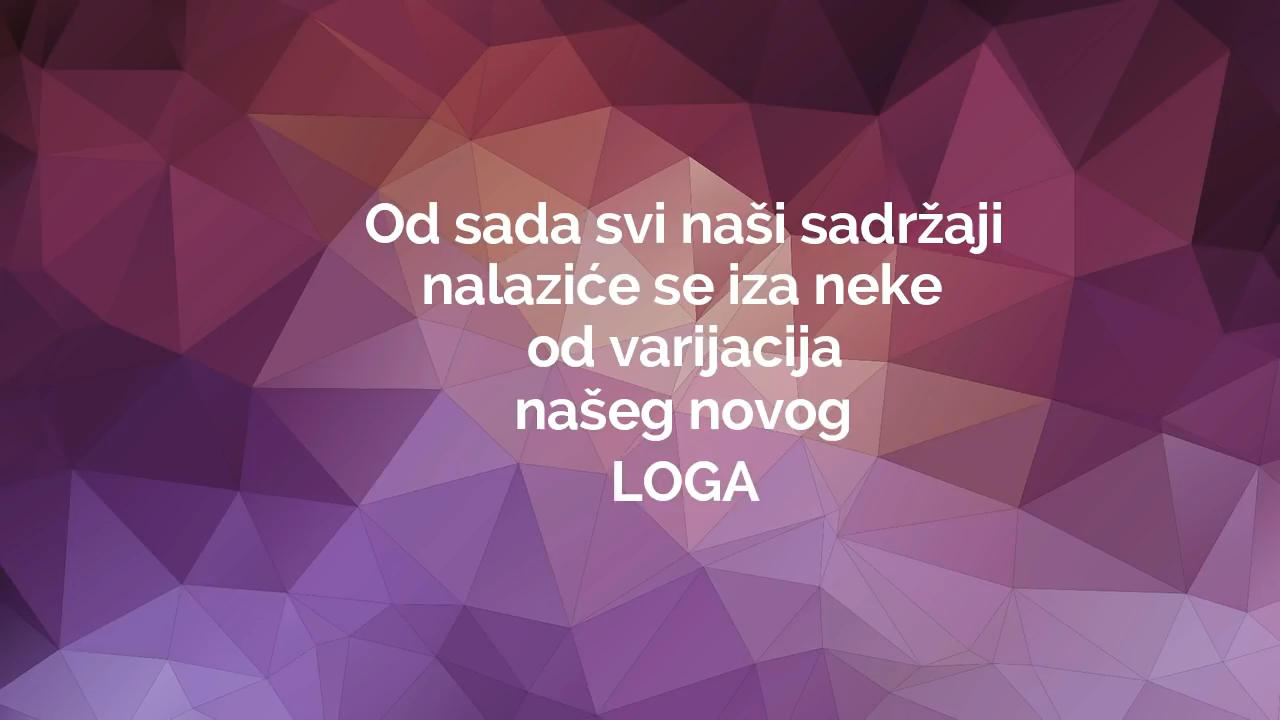 Od sada svi naši sadržaji
nalaziće se iza neke
od varijacija
našeg novog
LOGA